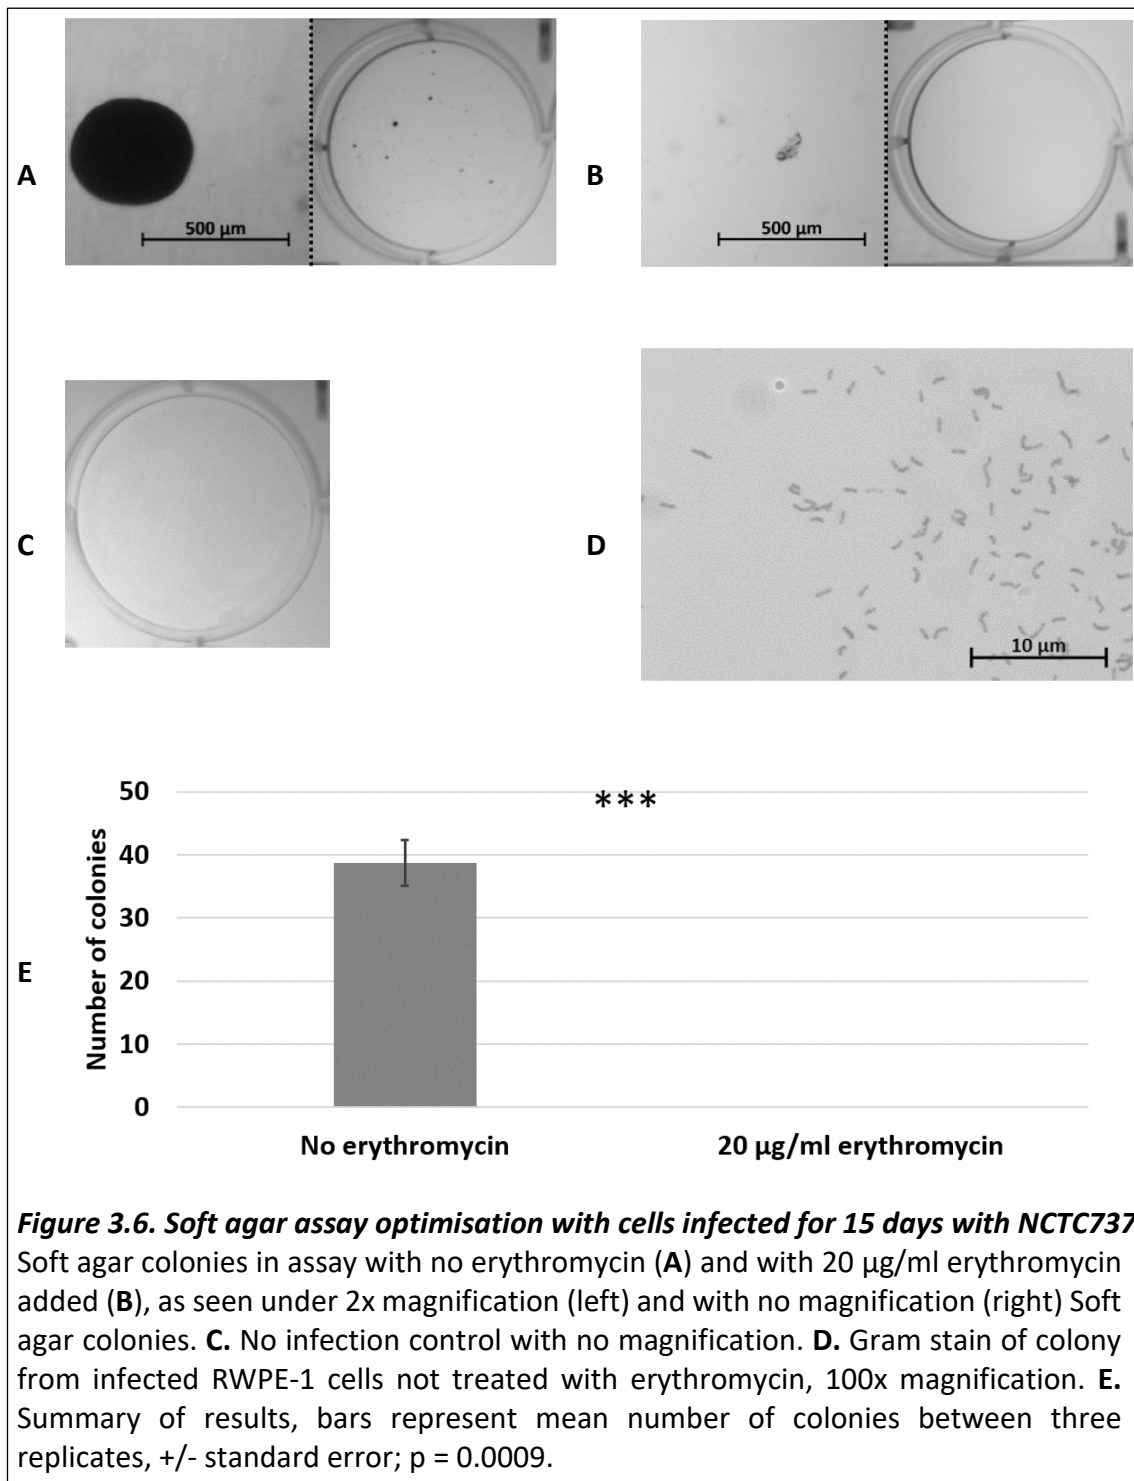 A
500 µm
B
500 µm
C
D
10 µm
E
Number of colonies
50
40
30
20
10
0
***
No erythromycin
20 µg/ml erythromycin
Figure 3.6. Soft agar assay optimisation with cells infected for 15 days with NCTC737
Soft agar colonies in assay with no erythromycin (A) and with 20 µg/ml erythromycin
added (B), as seen under 2x magnification (left) and with no magnification (right) Soft
agar colonies. C. No infection control with no magnification. D. Gram stain of colony
from infected RWPE-1 cells not treated with erythromycin, 100x magnification. E.
Summary of results, bars represent mean number of colonies between three
replicates, +/- standard error; p = 0.0009.